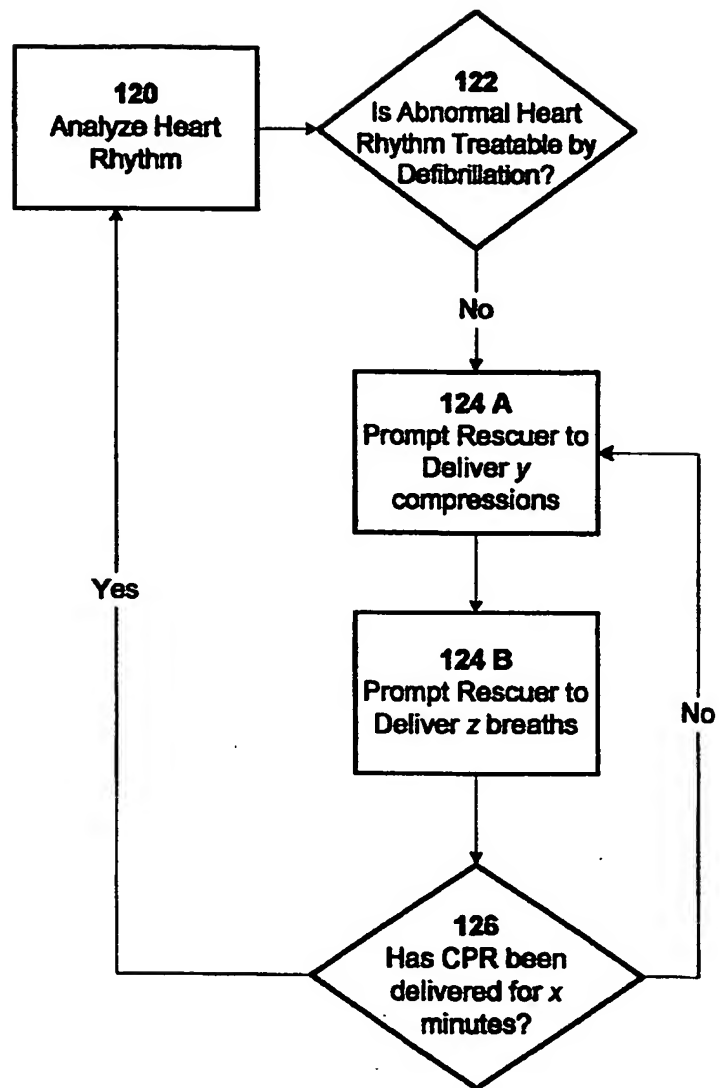 120
Analyze Heart
Rhythm
122
Is Abnormal Heart
Rhythm Treatable by
Defibrillation?
No
124 A
Prompt Rescuer to
Deliver y
compressions
Yes
124 B
Prompt Rescuer to
Deliver z breaths
No
126
Has CPR been
delivered for x
minutes?